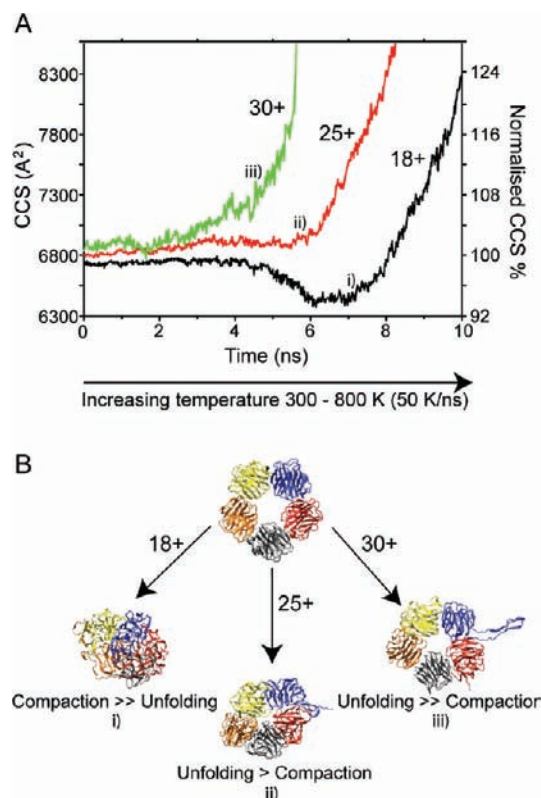 A
8300
7800
7300
6800
6300
CCS (A²)
124
116
108
100
92
Normalised CCS %
30+
25+
18+
iii)
ii)
i)
0 2 4 6 8 10
Time (ns)
Increasing temperature 300 - 800 K (50 K/ns)
B
18+
30+
25+
Compaction >> Unfolding
i)
Unfolding >> Compaction
iii)
Unfolding > Compaction
ii)